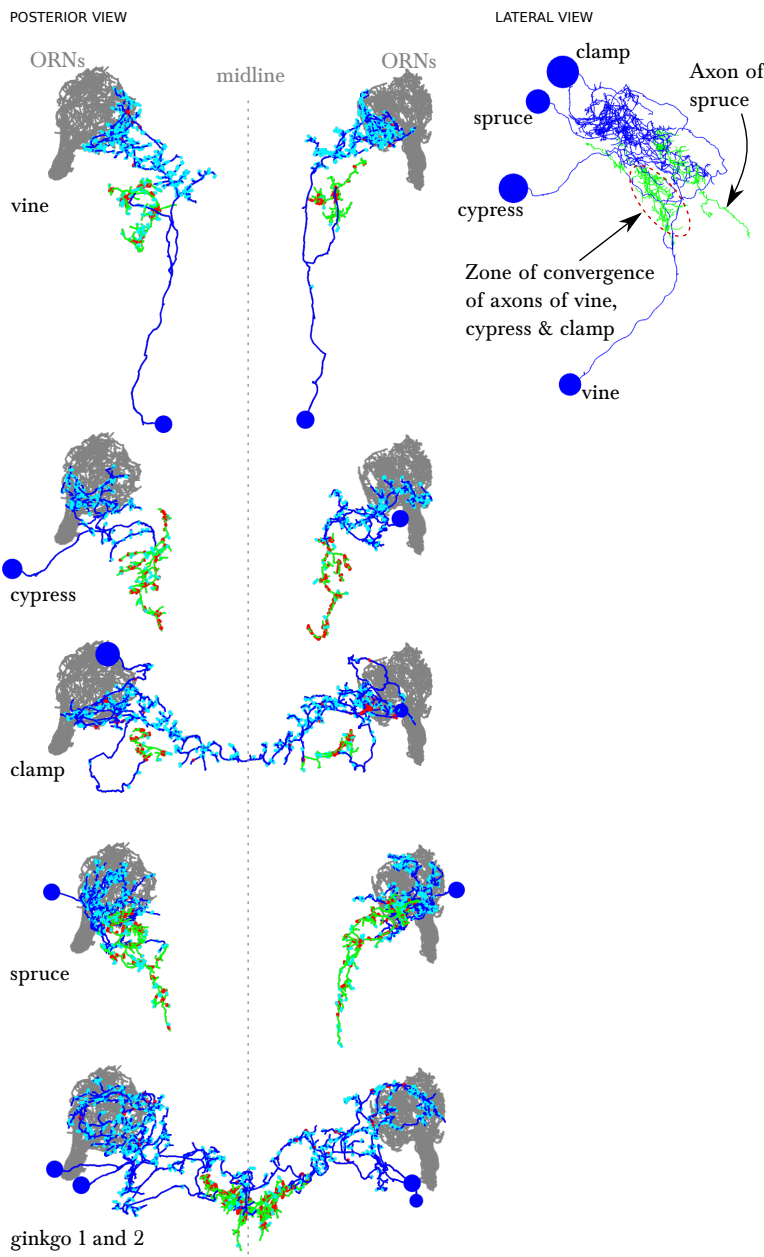 POSTERIOR VIEW
LATERAL VIEW
ORNs
midline
ORNs
clamp
Axon of
spruce
spruce
cypress
vine
Zone of convergence
of axons of vine,
cypress & clamp
vine
cypress
clamp
spruce
ginkgo 1 and 2